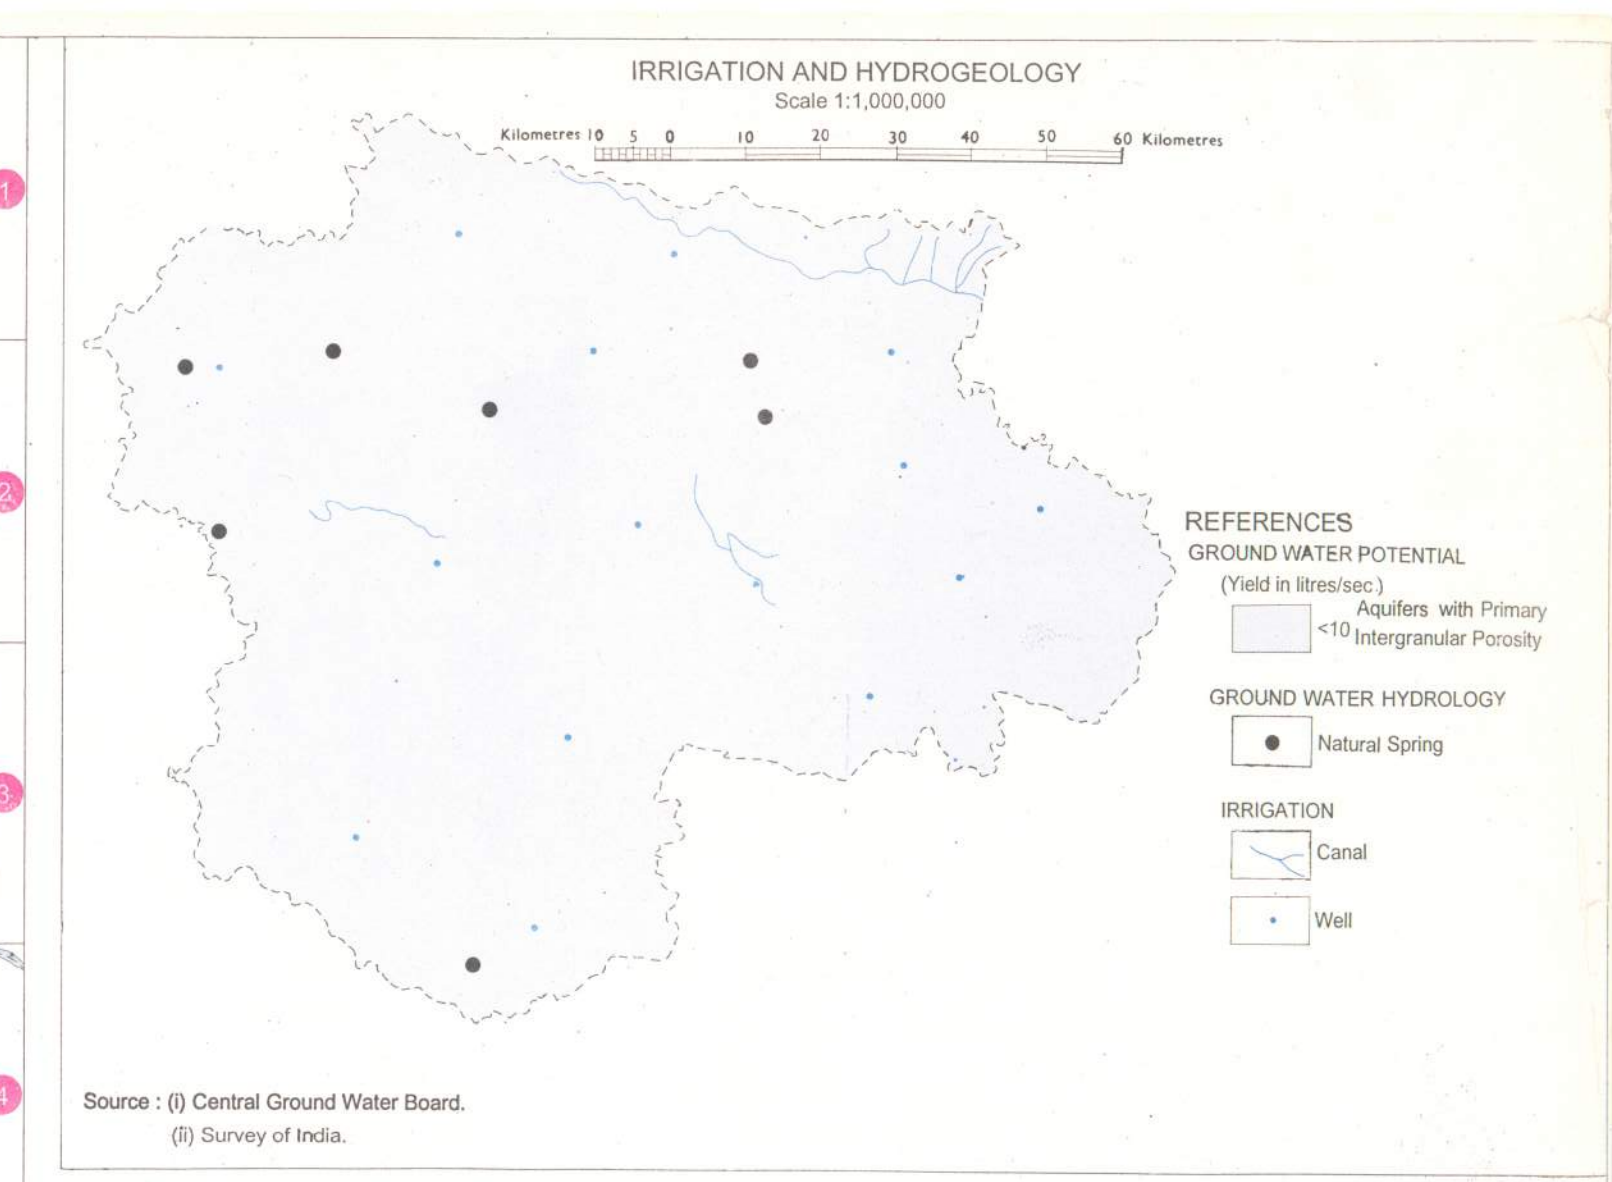 IRRIGATION AND HYDROGEOLOGY
Scale 1:1,000,000
Kilometres 10 5 0 10 20 30 40 50 60 Kilometres
1
2
3
4
REFERENCES
GROUND WATER POTENTIAL
(Yield in litres/sec.)
<10 Aquifers with Primary
Intergranular Porosity
GROUND WATER HYDROLOGY
Natural Spring
IRRIGATION
Canal
Well
Source : (i) Central Ground Water Board.
(ii) Survey of India.